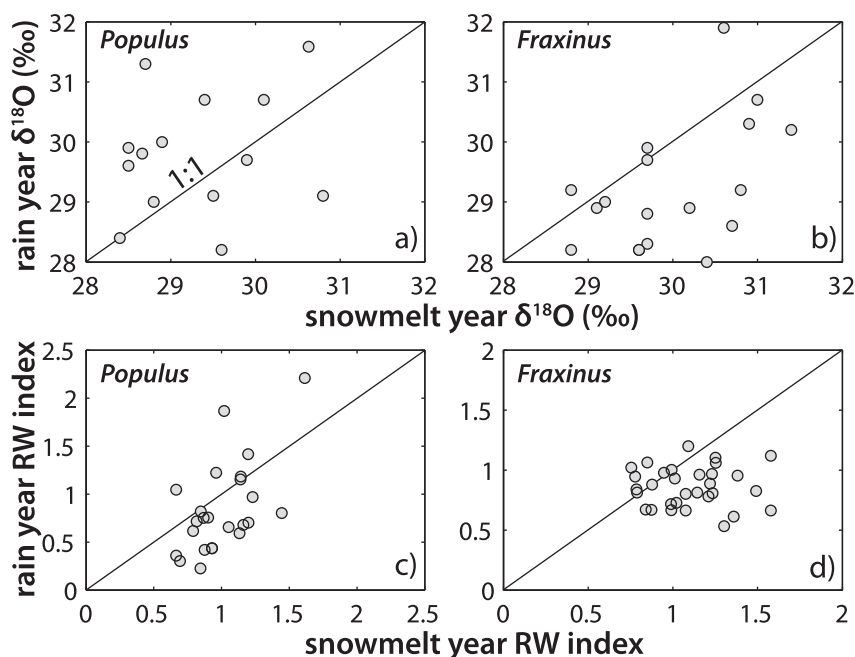 32
31
30
29
28
rain year δ¹⁸O (‰)
Populus
1:1
a)
28 29 30 31 32
32
31
30
29
28
Fraxinus
b)
28 29 30 31 32
snowmelt year δ¹⁸O (‰)
2.5
2
1.5
1
0.5
0
rain year RW index
Populus
c)
0 0.5 1 1.5 2 2.5
2
1.5
1
0.5
0
Fraxinus
d)
0 0.5 1 1.5 2
snowmelt year RW index